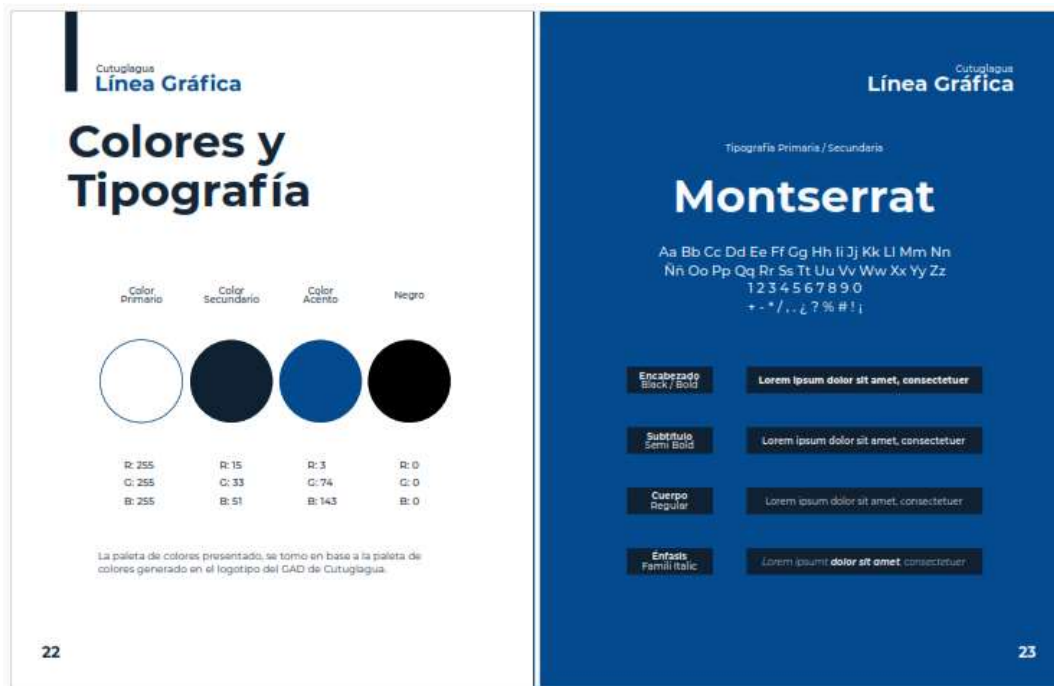 Cutuglagua
Línea Gráfica
Colores y
Tipografía
Color Primario
Color Secundario
Color Acento
Negro
R: 255
G: 255
B: 255
R: 15
G: 33
B: 51
R: 3
G: 74
B: 143
R: 0
G: 0
B: 0
La paleta de colores presentado, se tomo en base a la paleta de
colores generado en el logotipo del GAD de Cutuglagua.
22
Cutuglagua
Línea Gráfica
Tipografía Primaria / Secundaria
Montserrat
Aa Bb Cc Dd Ee Ff Gg Hh Ii Jj Kk Ll Mm Nn
Ññ Oo Pp Qq Rr Ss Tt Uu Vv Ww Xx Yy Zz
1 2 3 4 5 6 7 8 9 0
+ - * / , . ¿ ? % # ! ¡
Encabezado
Black / Bold
Lorem ipsum dolor sit amet, consectetuer
Subtítulo
Semi Bold
Lorem ipsum dolor sit amet, consectetuer
Cuerpo
Regular
Lorem ipsum dolor sit amet, consectetuer
Énfasis
Famili Italic
Lorem ipsumt dolor sit amet, consectetuer
23